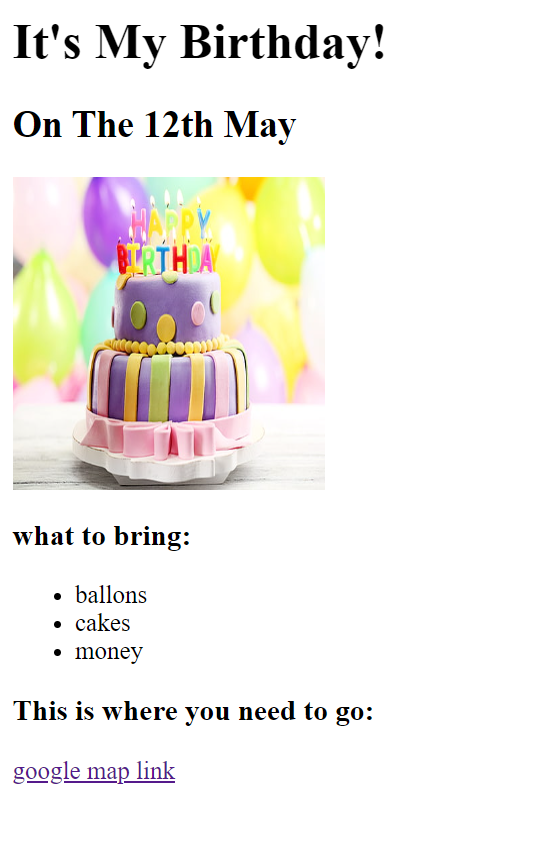 It's My Birthday!
On The 12th May
HAPPY
BIRTHDAY
what to bring:
ballons
cakes
money
This is where you need to go:
google map link